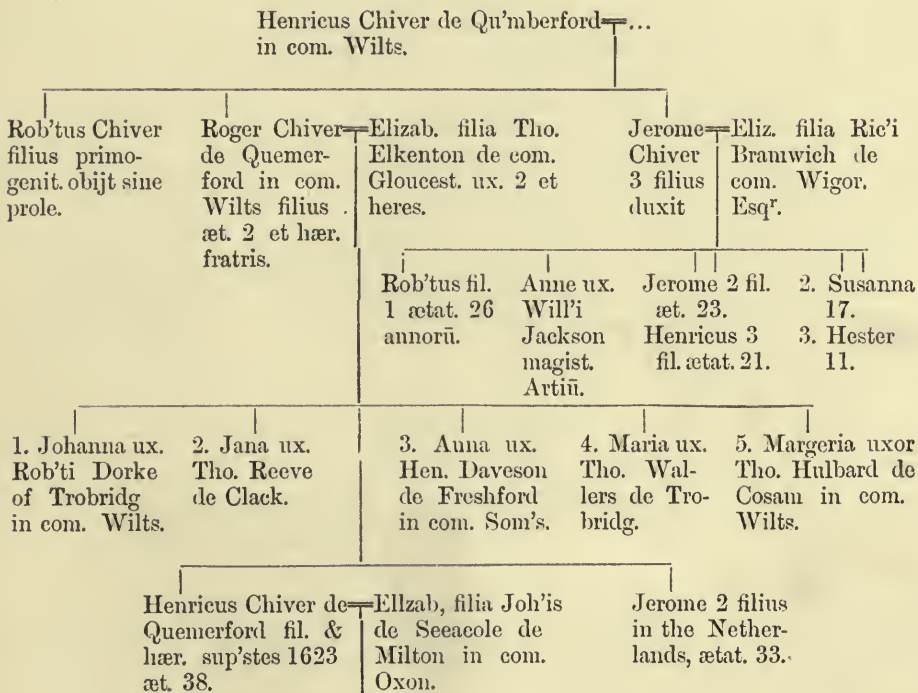 Henricus Chiver de Qu'mberford=...
in com. Wilts.
Rob'tus Chiver
filius primo-
genit. obijt sine
prole.
Roger Chiver=
de Quemer-
ford in com.
Wilts filius
æt. 2 et hær.
fratris.
Elizab. filia Tho.
Elkenton de com.
Gloucest. ux. 2 et
heres.
Jerome=
Chiver
3 filius
duxit
Eliz. filia Ric'i
Bramwich de
com. Wigor.
Esqr.
Rob'tus fil.
1 ætat. 26
annorū.
Anne ux.
Will'i
Jackson
magist.
Artiū.
Jerome 2 fil.
æt. 23.
Henricus 3
fil. ætat. 21.
2. Susanna
17.
3. Hester
11.
1. Johanna ux.
Rob'ti Dorke
of Trobridg
in com. Wilts.
2. Jana ux.
Tho. Reeve
de Clack.
3. Anna ux.
Hen. Daveson
de Freshford
in com. Som's.
4. Maria ux.
Tho. Wal-
lers de Tro-
bridg.
5. Margeria uxor
Tho. Hulbard de
Cosam in com.
Wilts.
Henricus Chiver de=
Quemerford fil. &
hær. sup'stes 1623
æt. 38.
Ellzab, filia Joh'is
de Seeacole de
Milton in com.
Oxon.
Jerome 2 filius
in the Nether-
lands, ætat. 33.